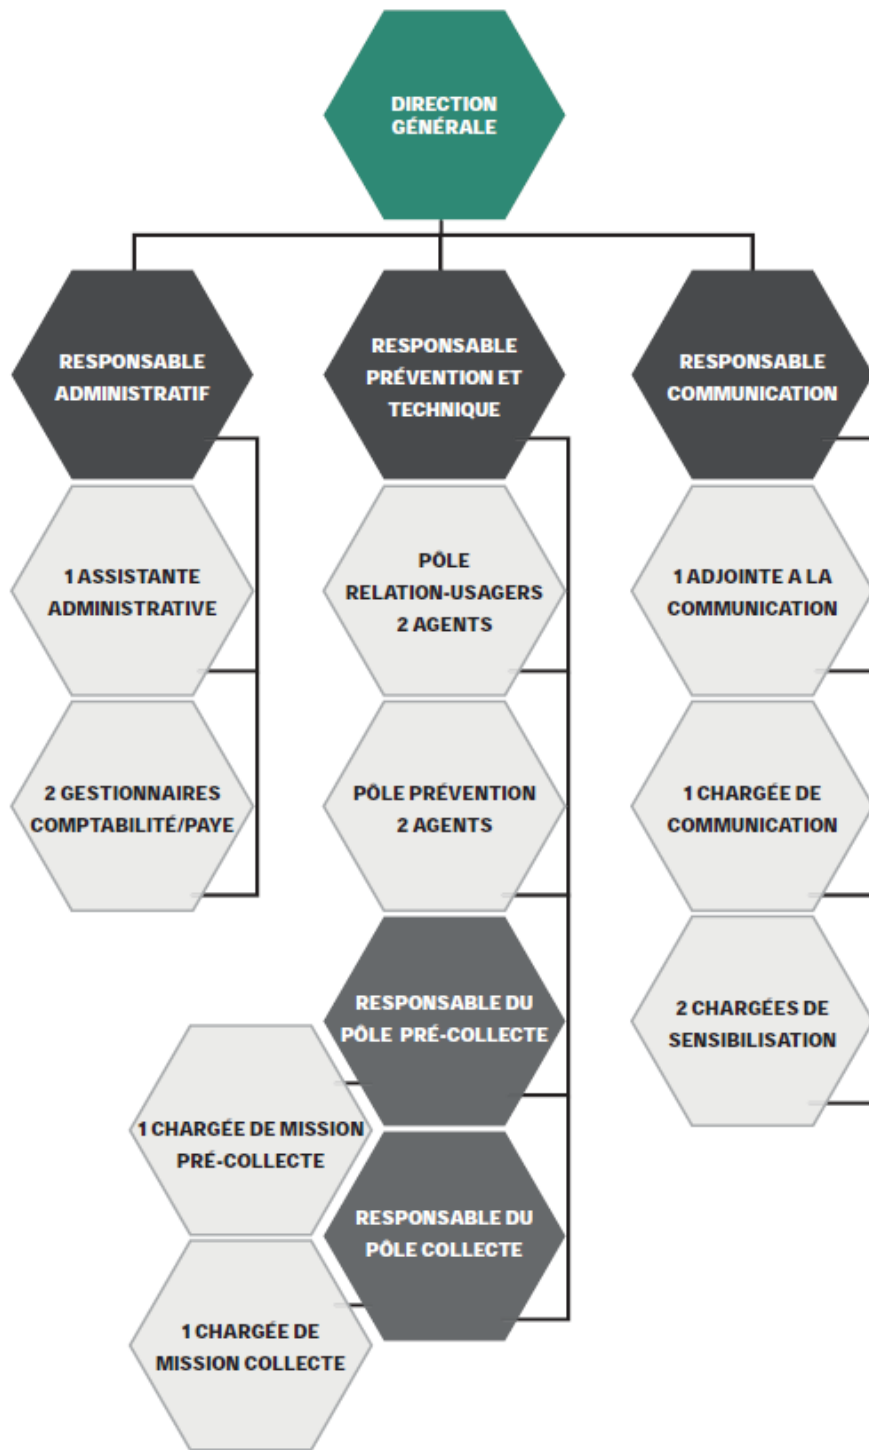 DIRECTION
GÉNÉRALE
RESPONSABLE
ADMINISTRATIF
RESPONSABLE
PRÉVENTION ET
TECHNIQUE
RESPONSABLE
COMMUNICATION
1 ASSISTANTE
ADMINISTRATIVE
PÔLE
RELATION-USAGERS
2 AGENTS
1 ADJOINTE A LA
COMMUNICATION
2 GESTIONNAIRES
COMPTABILITÉ/PAYE
PÔLE PRÉVENTION
2 AGENTS
1 CHARGÉE DE
COMMUNICATION
RESPONSABLE DU
PÔLE PRÉ-COLLECTE
2 CHARGÉES DE
SENSIBILISATION
1 CHARGÉE DE MISSION
PRÉ-COLLECTE
RESPONSABLE DU
PÔLE COLLECTE
1 CHARGÉE DE
MISSION COLLECTE